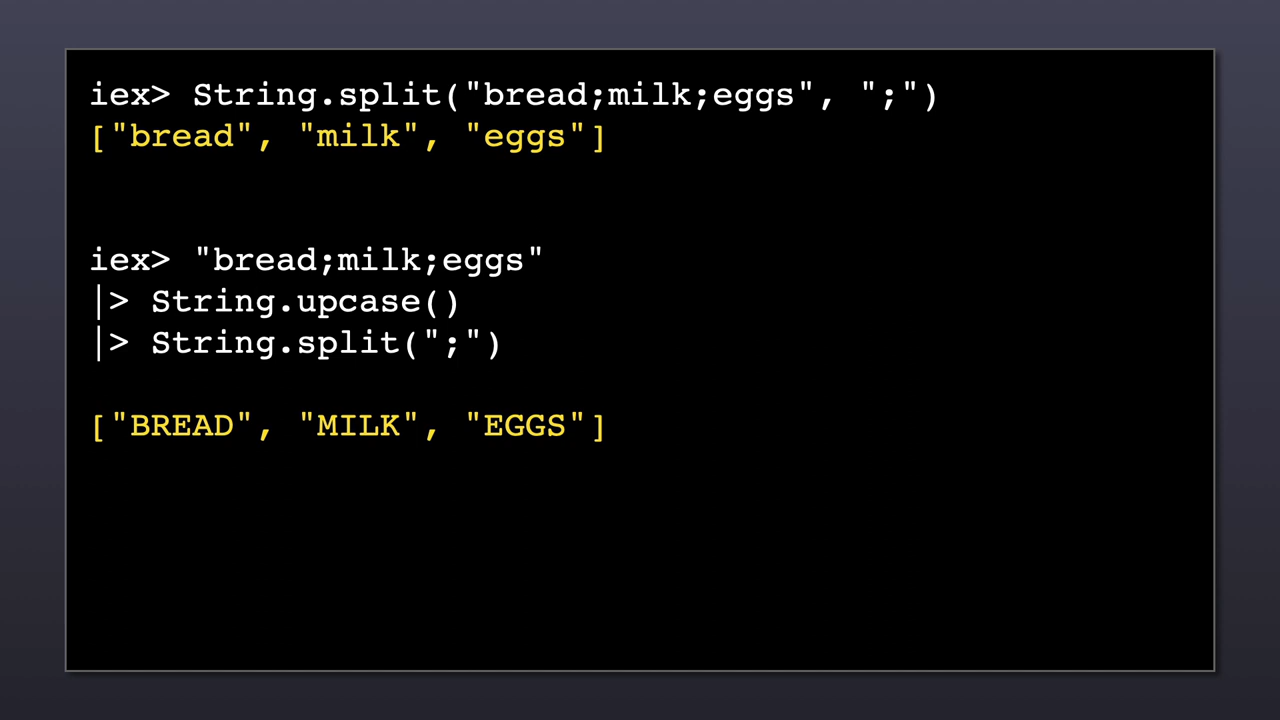 iex> String.split("bread;milk;eggs", ";")
["bread", "milk", "eggs"]
iex> "bread;milk;eggs"
|> String.upcase()
|> String.split(";")
["BREAD", "MILK", "EGGS"]